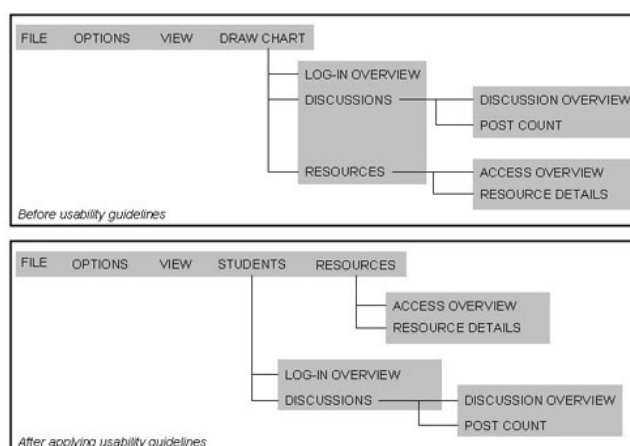 FILE OPTIONS VIEW DRAW CHART
LOG-IN OVERVIEW
DISCUSSIONS DISCUSSION OVERVIEW
POST COUNT
RESOURCES ACCESS OVERVIEW
RESOURCE DETAILS
Before usability guidelines
FILE OPTIONS VIEW STUDENTS RESOURCES
ACCESS OVERVIEW
RESOURCE DETAILS
LOG-IN OVERVIEW
DISCUSSIONS DISCUSSION OVERVIEW
POST COUNT
After applying usability guidelines